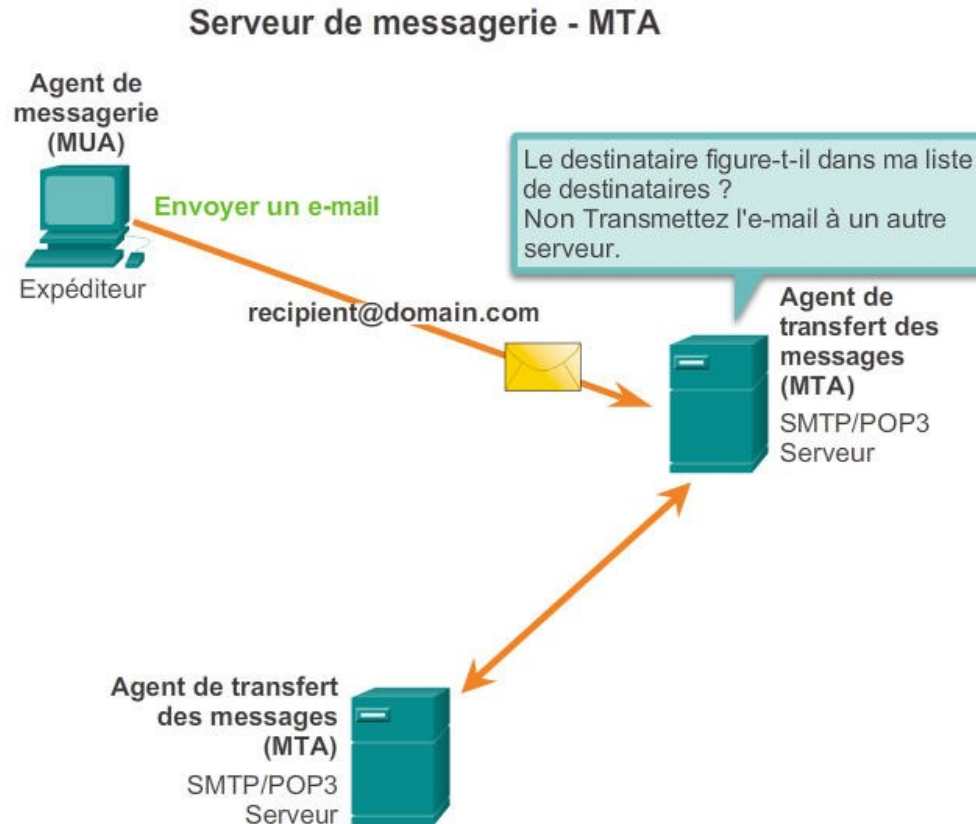 Serveur de messagerie - MTA
Agent de
messagerie
(MUA)
Envoyer un e-mail
Expéditeur
recipient@domain.com
Le destinataire figure-t-il dans ma liste
de destinataires ?
Non Transmettez l'e-mail à un autre
serveur.
Agent de
transfert des
messages
(MTA)
SMTP/POP3
Serveur
Agent de transfert
des messages
(MTA)
SMTP/POP3
Serveur